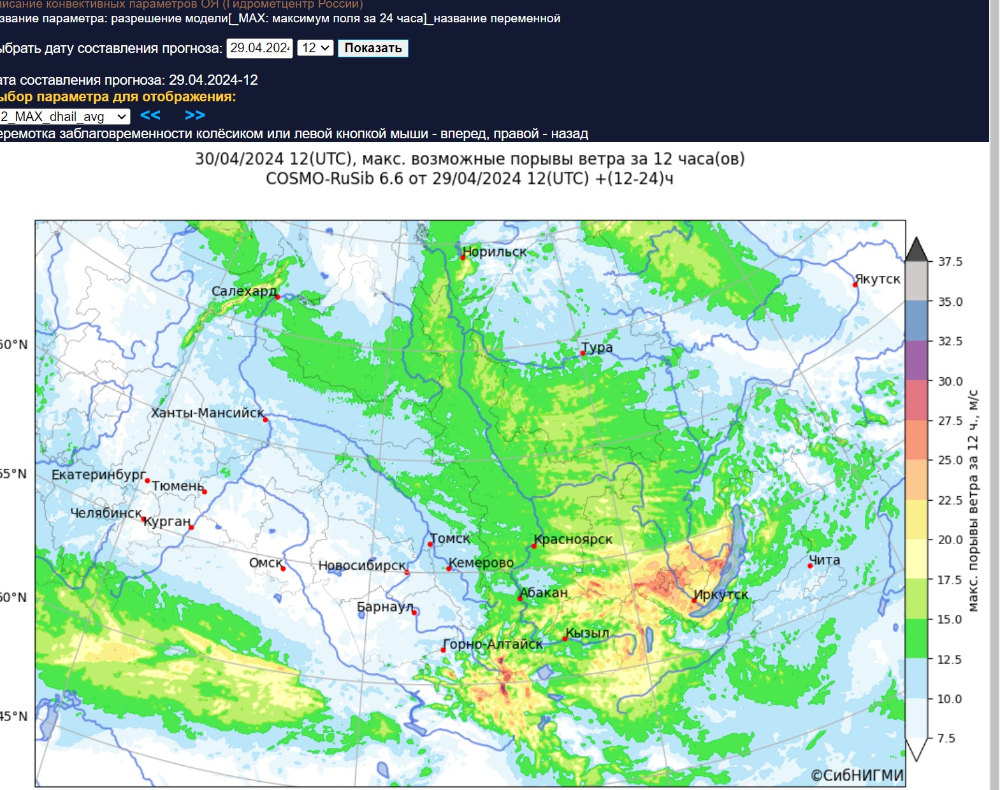 писание конвективных параметров ОЯ (Гидрометцентр России)
звание параметра: разрешение модели[_MAX: максимум поля за 24 часа]_название переменной
ыбрать дату составления прогноза: 29.04.202 12 Показать
ата составления прогноза: 29.04.2024-12
ыбор параметра для отображения:
2_MAX_dhail_avg << >>
еремотка заблаговременности колёсиком или левой кнопкой мыши - вперед, правой - назад
30/04/2024 12(UTC), макс. возможные порывы ветра за 12 часа(ов)
COSMO-RuSib 6.6 от 29/04/2024 12(UTC) +(12-24)ч
Норильск
Якутск
Салехард
Тура
Ханты-Мансийск
Екатеринбург
Тюмень
Челябинск
Курган
Томск
Красноярск
Омск
Новосибирск
Кемерово
Чита
Абакан
Иркутск
Барнаул
Кызыл
Горно-Алтайск
60°N
55°N
50°N
45°N
37.5
35.0
32.5
30.0
27.5
25.0
22.5
20.0
17.5
15.0
12.5
10.0
7.5
макс. порывы ветра за 12 ч., м/с
©СибНИГМИ